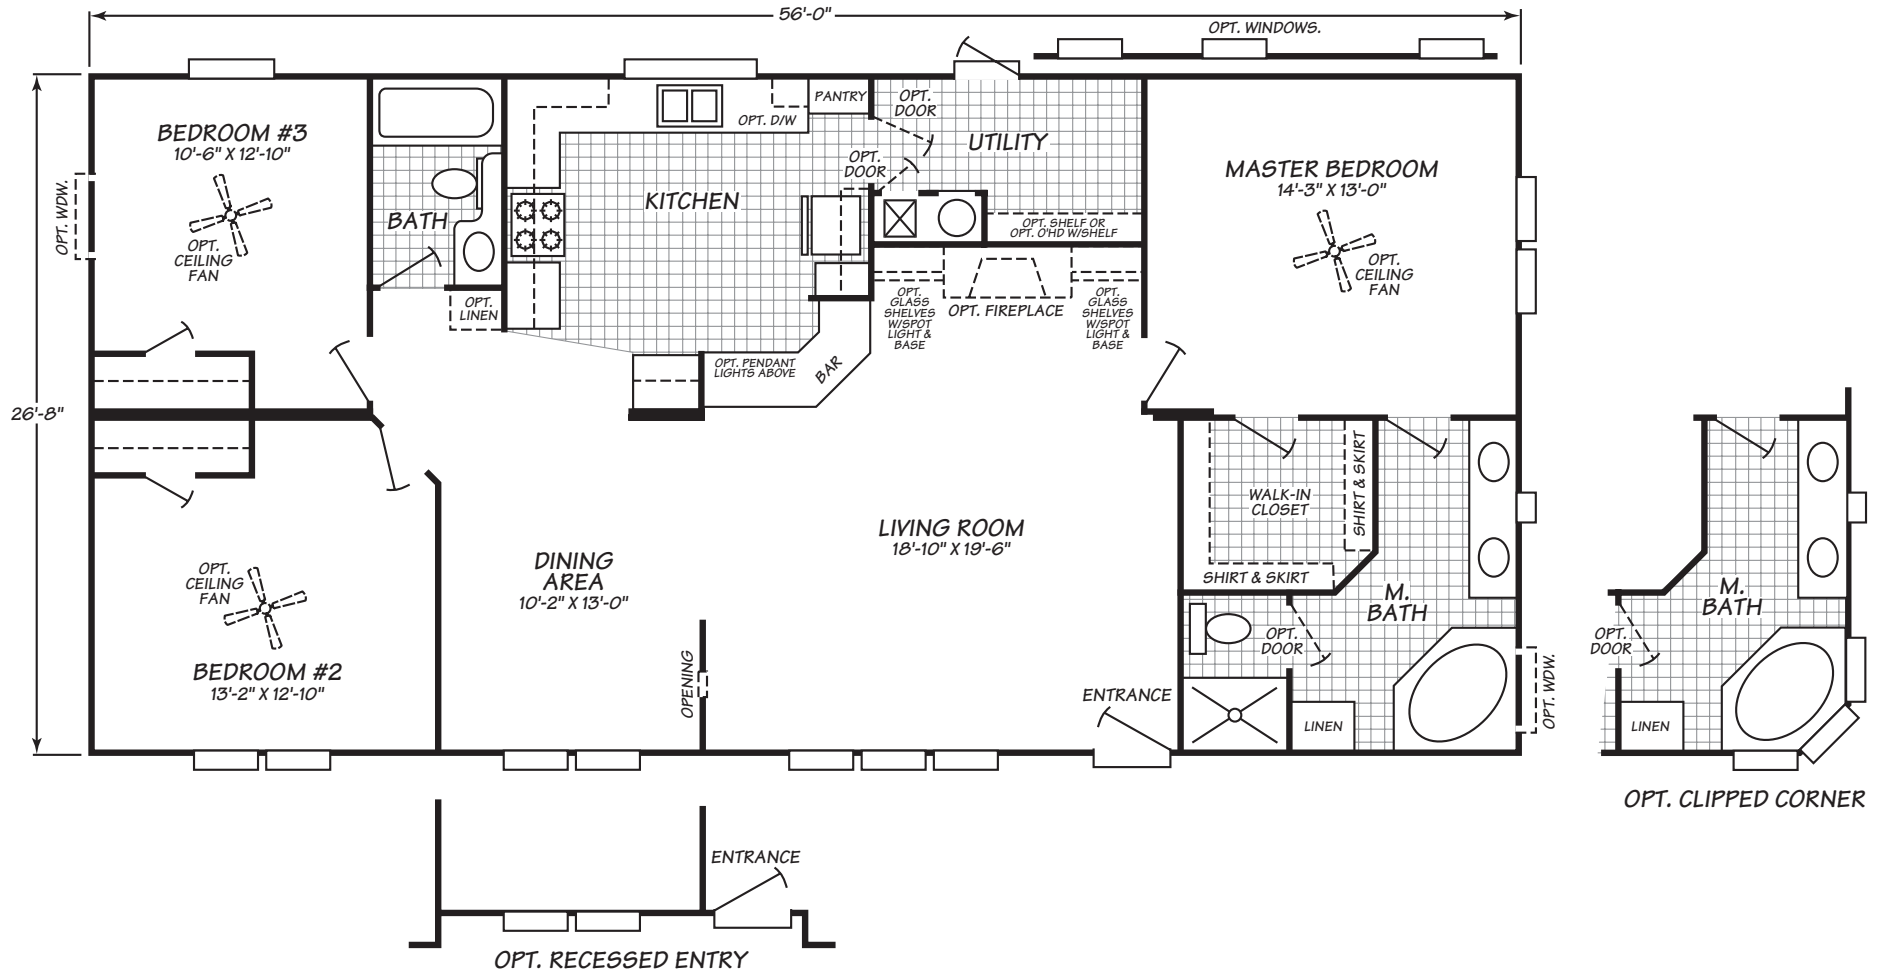 56'-0"
OPT. WINDOWS.
BEDROOM #3
10'-6" X 12'-10"
OPT. WDW.
OPT.
CEILING
FAN
BATH
OPT.
LINEN
KITCHEN
OPT. D/W
PANTRY
OPT.
DOOR
OPT.
DOOR
UTILITY
OPT. SHELF OR
OPT. O'HD W/SHELF
OPT.
GLASS
SHELVES
W/SPOT
LIGHT &
BASE
OPT. FIREPLACE
OPT.
GLASS
SHELVES
W/SPOT
LIGHT &
BASE
MASTER BEDROOM
14'-3" X 13'-0"
OPT.
CEILING
FAN
OPT. PENDANT
LIGHTS ABOVE
BAR
26'-8"
OPT.
CEILING
FAN
BEDROOM #2
13'-2" X 12'-10"
DINING
AREA
10'-2" X 13'-0"
OPENING
LIVING ROOM
18'-10" X 19'-6"
ENTRANCE
WALK-IN
CLOSET
SHIRT & SKIRT
SHIRT & SKIRT
M.
BATH
OPT.
DOOR
LINEN
OPT. WDW.
M.
BATH
OPT.
DOOR
LINEN
OPT. CLIPPED CORNER
ENTRANCE
OPT. RECESSED ENTRY